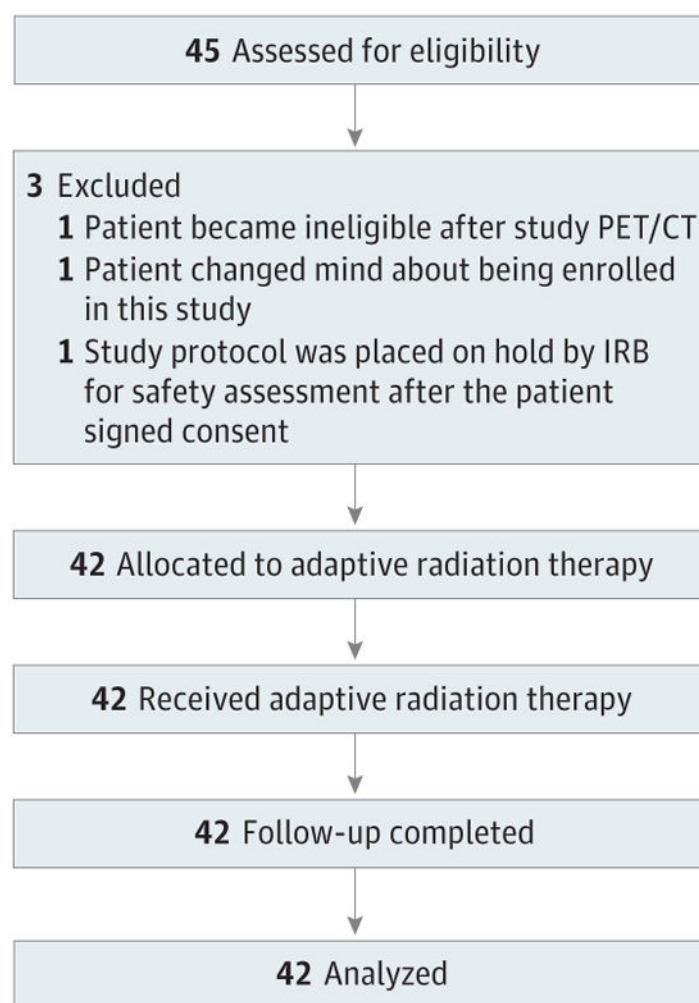 45 Assessed for eligibility
3 Excluded
1 Patient became ineligible after study PET/CT
1 Patient changed mind about being enrolled
in this study
1 Study protocol was placed on hold by IRB
for safety assessment after the patient
signed consent
42 Allocated to adaptive radiation therapy
42 Received adaptive radiation therapy
42 Follow-up completed
42 Analyzed